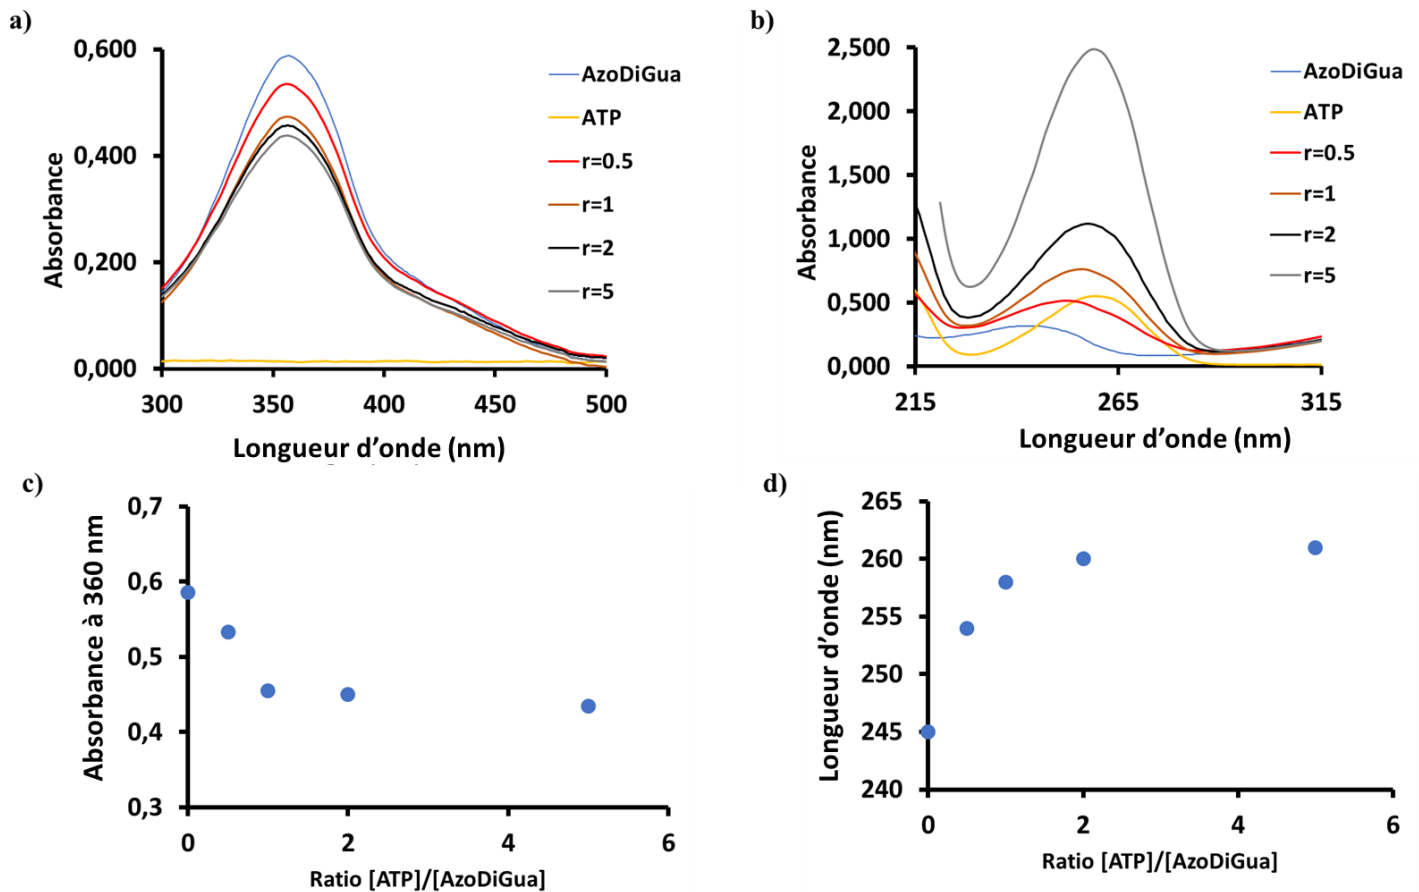 a)
0,600
0,400
0,200
0,000
Absorbance
300 350 400 450 500
Longueur d’onde (nm)
AzoDiGua
ATP
r=0.5
r=1
r=2
r=5
b)
2,500
2,000
1,500
1,000
0,500
0,000
Absorbance
215 265 315
Longueur d’onde (nm)
AzoDiGua
ATP
r=0.5
r=1
r=2
r=5
c)
0,7
0,6
0,5
0,4
0,3
Absorbance à 360 nm
0 2 4 6
Ratio [ATP]/[AzoDiGua]
d)
265
260
255
250
245
240
Longueur d’onde (nm)
0 2 4 6
Ratio [ATP]/[AzoDiGua]